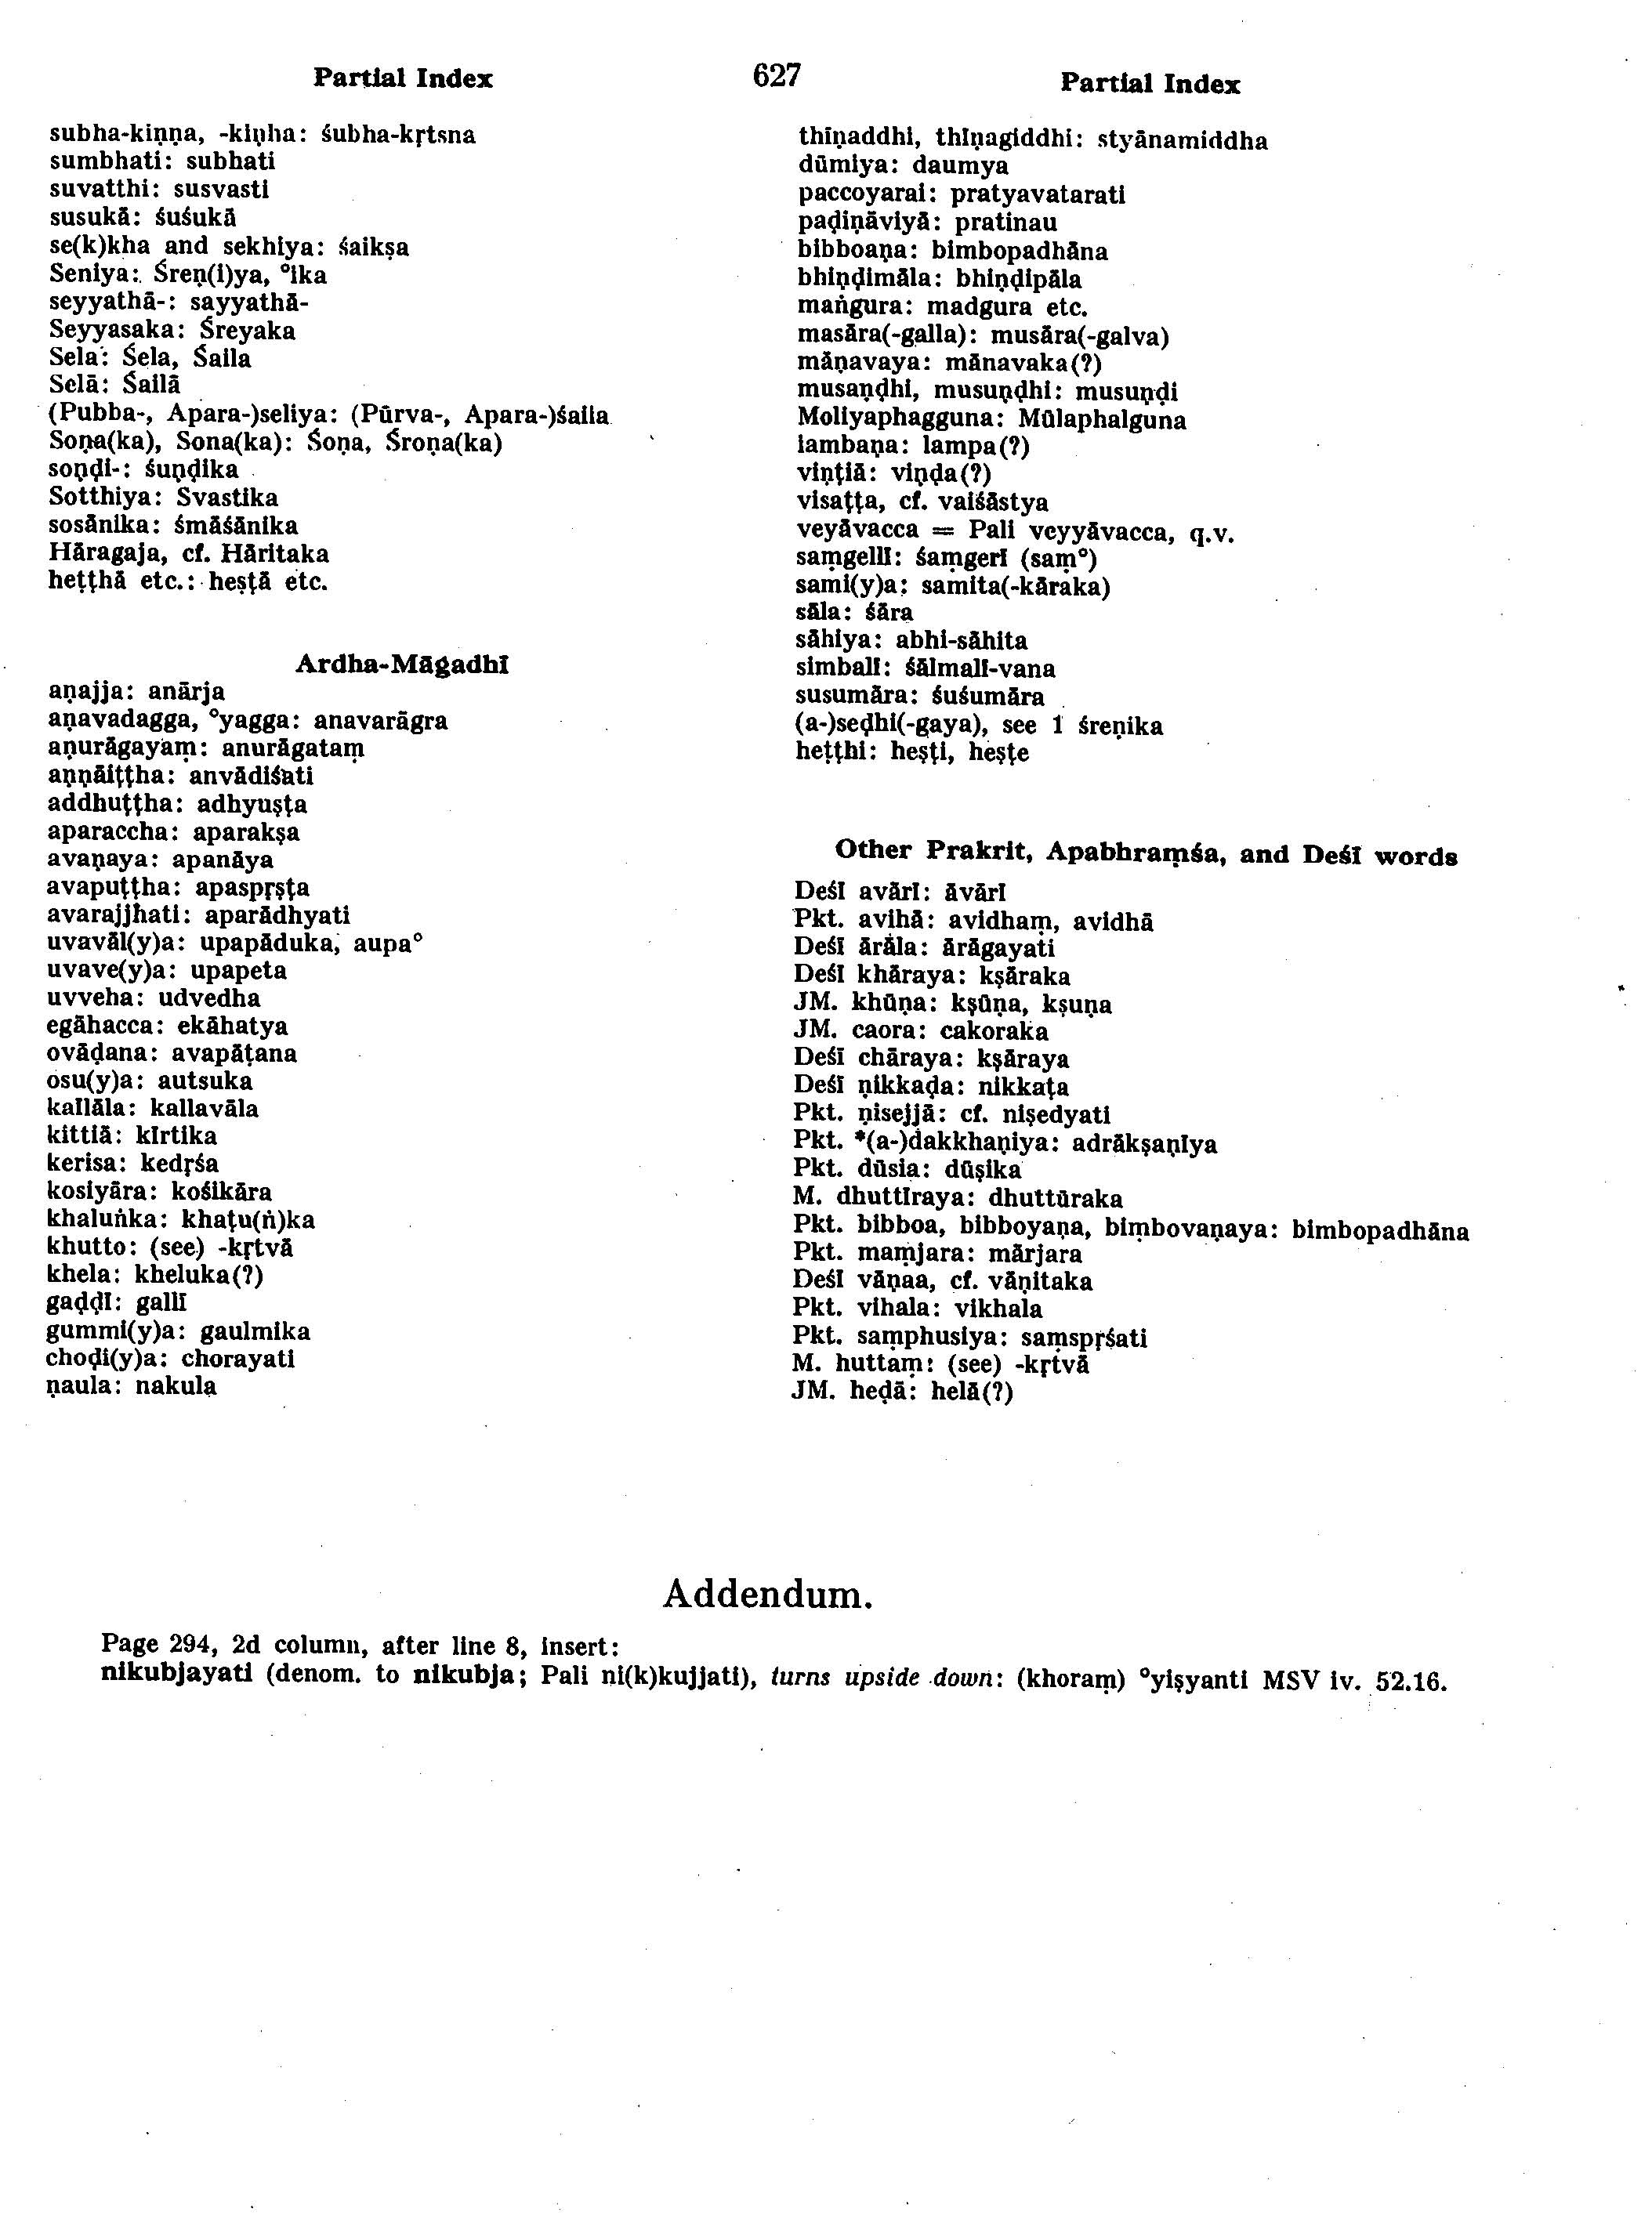 Partial Index
627
Partial Index
subha-kiṇṇa, -kiṇha: śubha-kṛtsna
sumbhati: subhati
suvatthi: susvasti
susukā: śuśukā
se(k)kha and sekhiya: śaikṣa
Seniya: Śreṇ(i)ya, °ika
seyyathā-: sayyathā-
Seyyasaka: Śreyaka
Sela: Śela, Śaila
Selā: Śailā
(Pubba-, Apara-)seliya: (Pūrva-, Apara-)śaila
Soṇa(ka), Sona(ka): Śoṇa, Śroṇa(ka)
soṇḍi-: śuṇḍika
Sotthiya: Svastika
sosānika: śmāśānika
Hāragaja, cf. Hāritaka
heṭṭhā etc.: heṣṭā etc.
Ardha-Māgadhī
aṇajja: anārja
aṇavadagga, °yagga: anavarāgra
aṇurāgayaṃ: anurāgataṃ
aṇṇāiṭṭha: anvādiśati
addhuṭṭha: adhyuṣṭa
aparaccha: aparakṣa
avaṇaya: apanāya
avapuṭṭha: apaspṛṣṭa
avarajjhati: aparādhyati
uvavāi(y)a: upapāduka, aupa°
uvave(y)a: upapeta
uvveha: udvedha
egāhacca: ekāhatya
ovāḍana: avapāṭana
osu(y)a: autsuka
kallāla: kallavāla
kittiā: kīrtika
kerisa: kedṛśa
kosiyāra: kośikāra
khaluṅka: khaṭu(ṅ)ka
khutto: (see) -kṛtvā
khela: kheluka(?)
gaḍḍī: gallī
gummi(y)a: gaulmika
choḍi(y)a: chorayati
ṇaula: nakula
thīṇaddhi, thīṇagiddhi: styānamiddha
dūmiya: daumya
paccoyarai: pratyavatarati
paḍiṇāviyā: pratinau
bibboaṇa: bimbopadhāna
bhiṇḍimāla: bhiṇḍipāla
maṅgura: madgura etc.
masāra(-galla): musāra(-galva)
māṇavaya: mānavaka(?)
musaṇḍhi, musuṇḍhi: musuṇḍi
Moliyaphagguna: Mūlaphalguna
lambaṇa: lampa(?)
viṇṭiā: viṇḍa(?)
visaṭṭa, cf. vaiśāstya
veyāvacca = Pali veyyāvacca, q.v.
saṃgellī: śaṃgerī (saṃ°)
sami(y)a: samita(-kāraka)
sāla: śāra
sāhiya: abhi-sāhita
simbalī: śālmalī-vana
susumāra: śuśumāra
(a-)seḍhi(-gaya), see 1 śreṇika
heṭṭhi: heṣṭi, heṣṭe
Other Prakrit, Apabhraṃśa, and Deśī words
Deśī avārī: āvārī
Pkt. avihā: avidhaṃ, avidhā
Deśī ārāla: ārāgayati
Deśī khāraya: kṣāraka
JM. khūṇa: kṣūṇa, kṣuṇa
JM. caora: cakoraka
Deśī chāraya: kṣāraya
Deśī ṇikkaḍa: nikkaṭa
Pkt. ṇisejjā: cf. niṣedyati
Pkt. *(a-)dakkhaṇiya: adrākṣaṇīya
Pkt. dūsia: dūṣika
M. dhuttīraya: dhuttūraka
Pkt. bibboa, bibboyaṇa, biṃbovaṇaya: bimbopadhāna
Pkt. maṃjara: mārjara
Deśī vāṇaa, cf. vāṇitaka
Pkt. vihala: vikhala
Pkt. saṃphusiya: saṃspṛśati
M. huttaṃ: (see) -kṛtvā
JM. heḍā: helā(?)
Addendum.
Page 294, 2d column, after line 8, insert:
nikubjayati (denom. to nikubja; Pali ni(k)kujjati), turns upside down: (khoraṃ) °yiṣyanti MSV iv. 52.16.